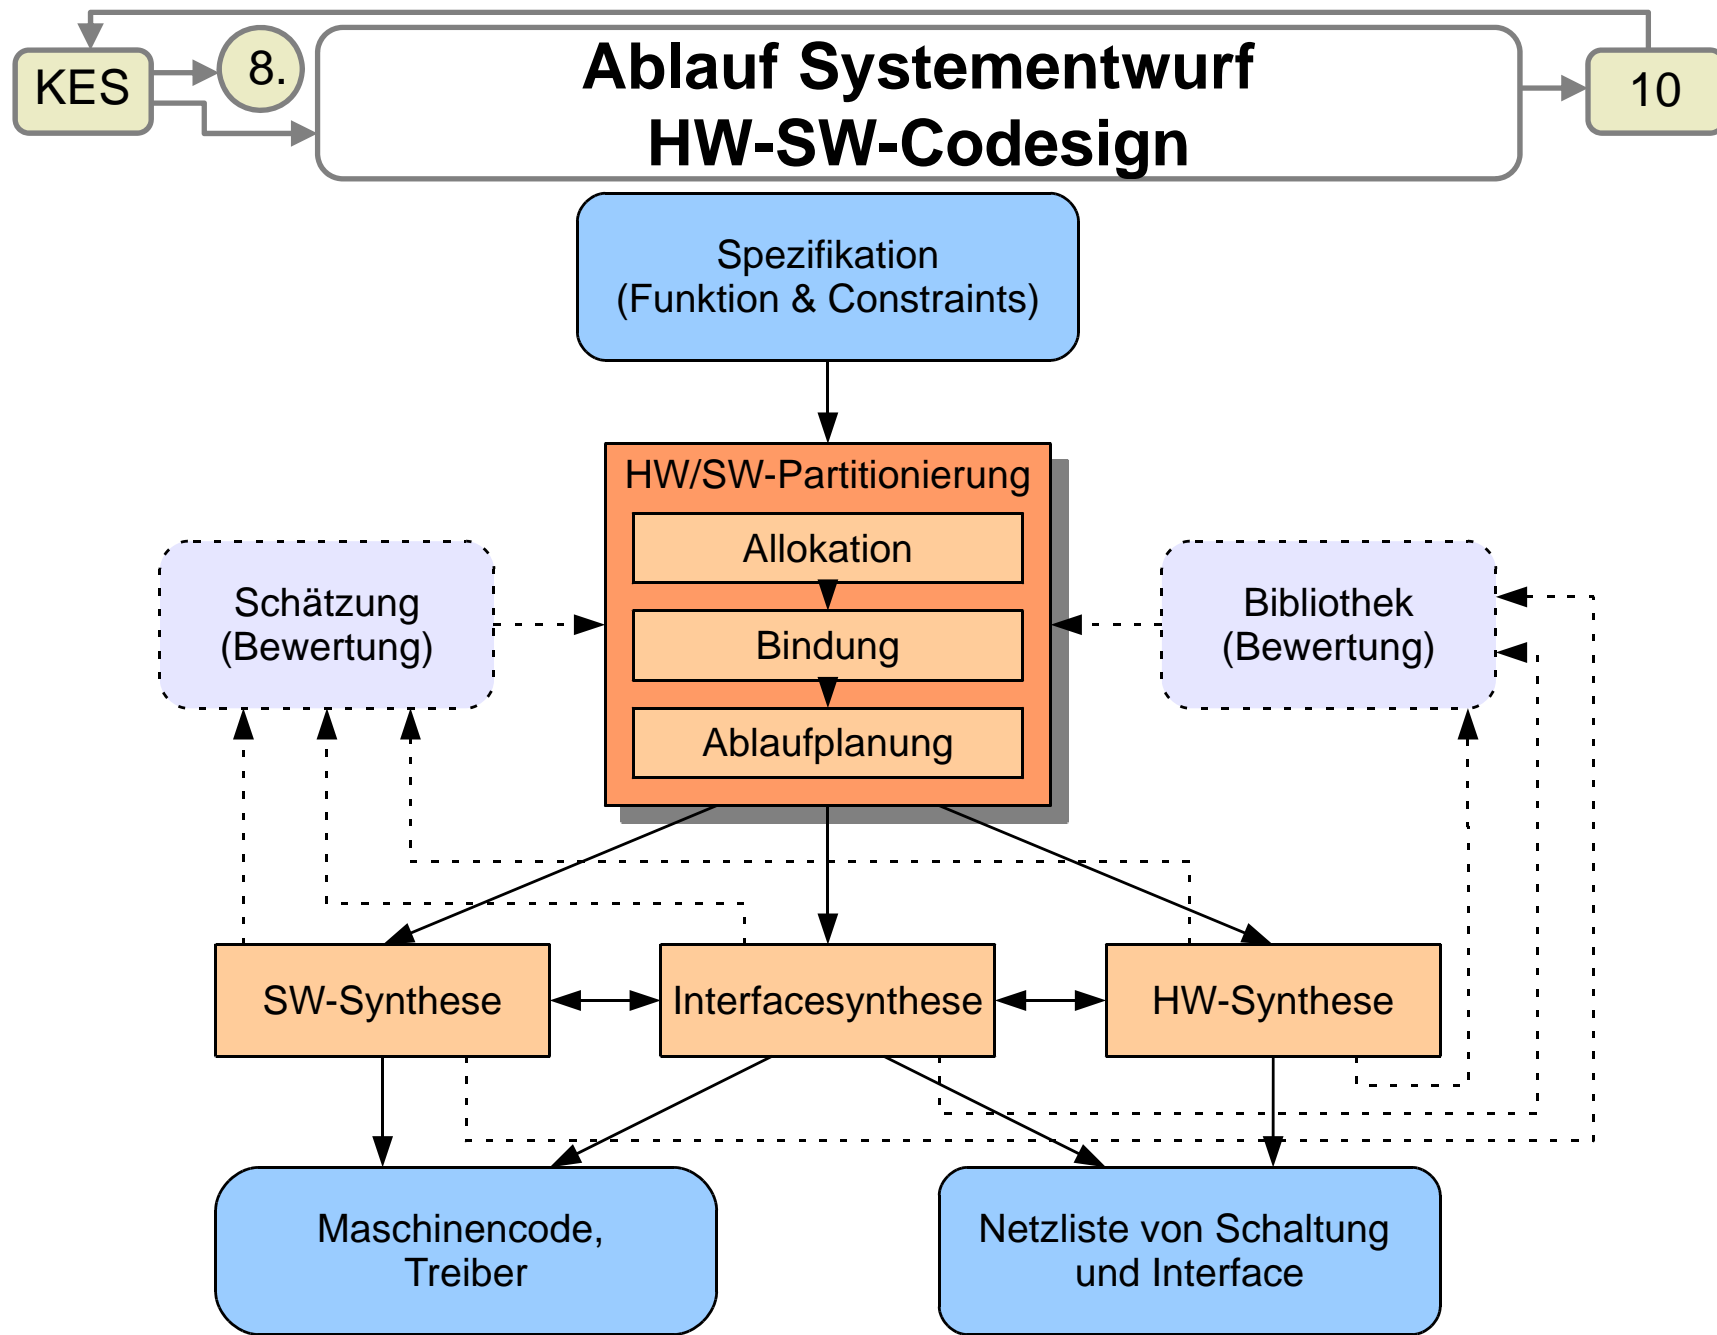 KES
8.
Ablauf Systementwurf
HW-SW-Codesign
10
Spezifikation
(Funktion & Constraints)
HW/SW-Partitionierung
Allokation
Bindung
Ablaufplanung
Schätzung
(Bewertung)
Bibliothek
(Bewertung)
SW-Synthese
Interfacesynthese
HW-Synthese
Maschinencode,
Treiber
Netzliste von Schaltung
und Interface